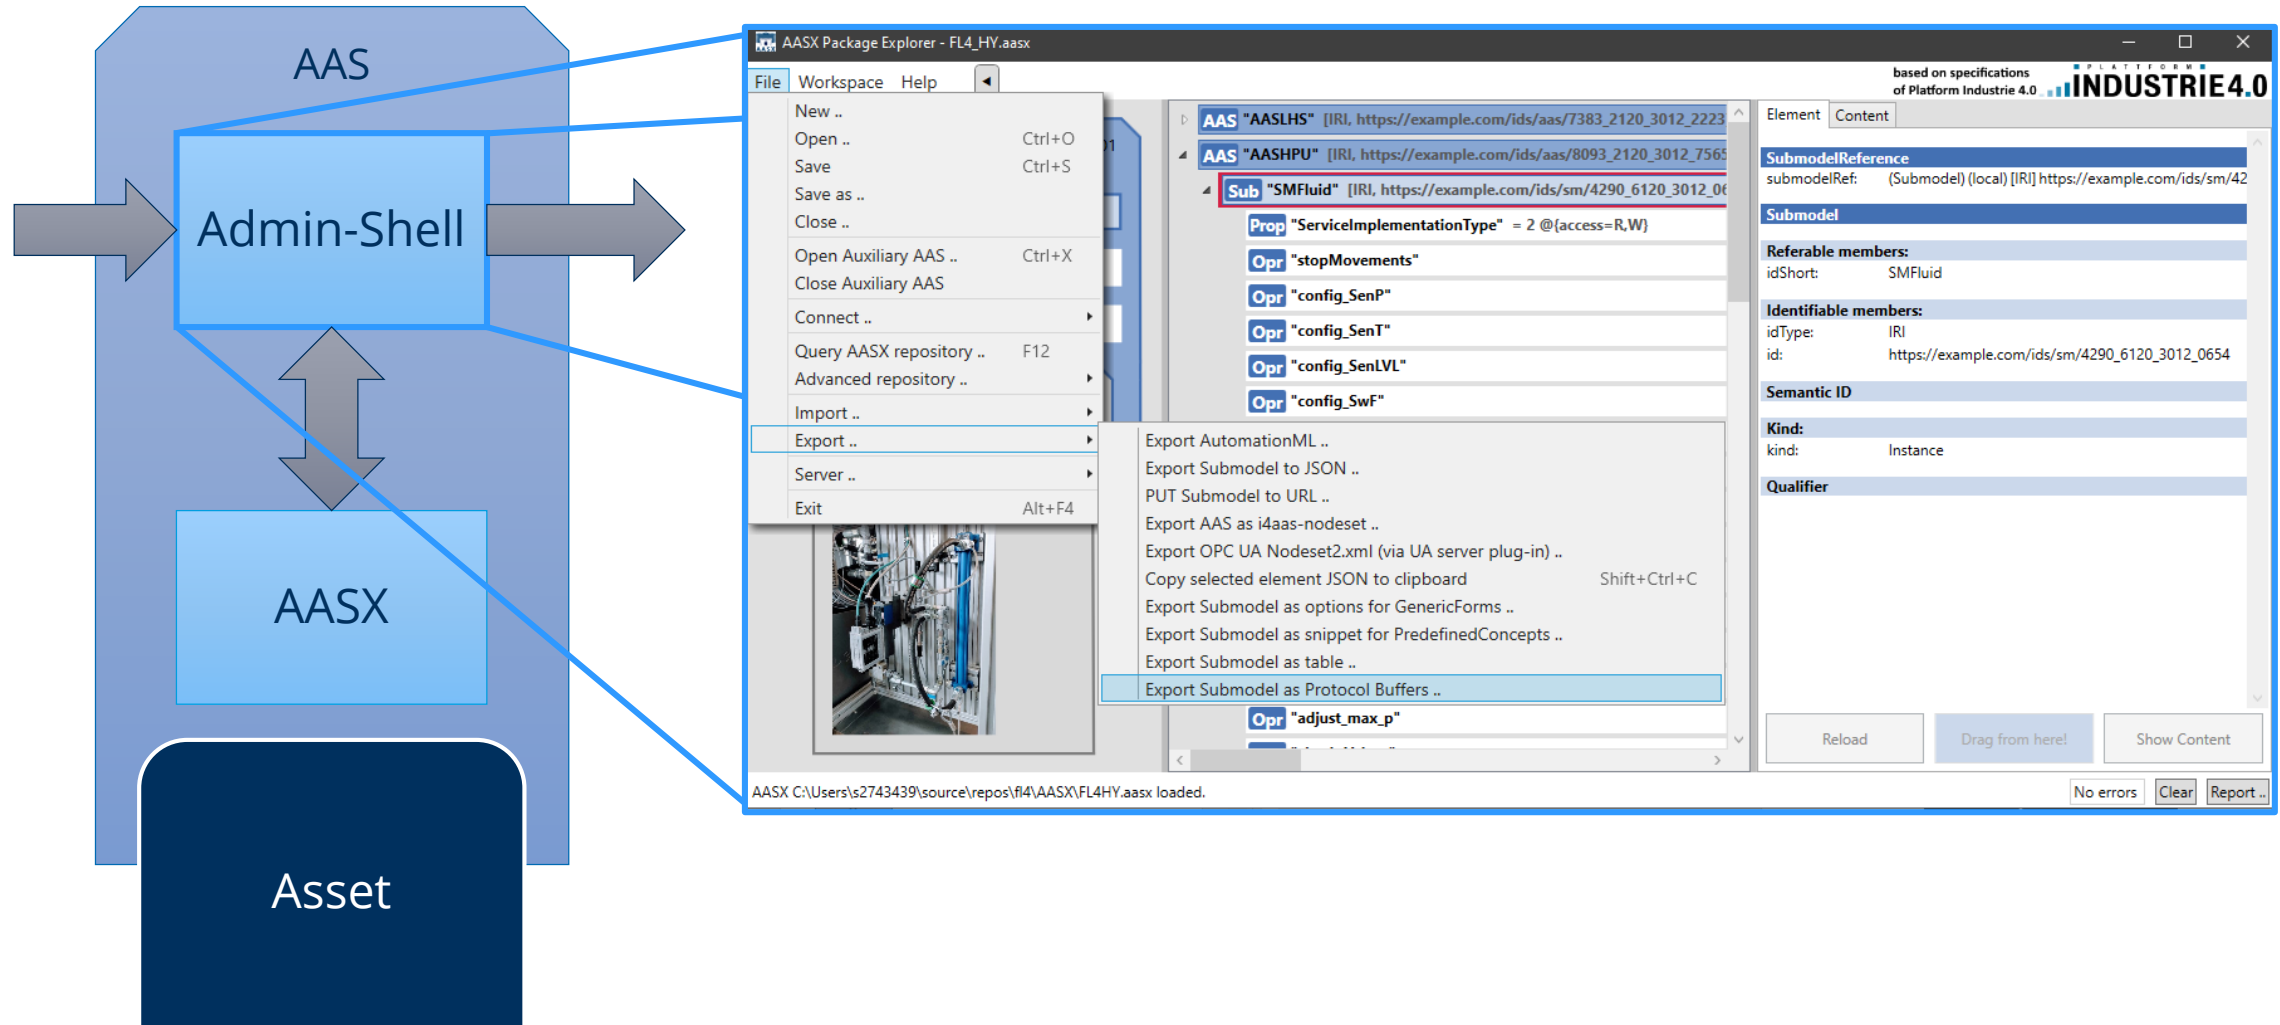 AAS
Admin-Shell
AASX
Asset
AASX Package Explorer - FL4_HY.aasx
File Workspace Help
based on specifications
of Platform Industrie 4.0
PLATTFORM
INDUSTRIE4.0
New ..
Open .. Ctrl+O
Save Ctrl+S
Save as ..
Close ..
Open Auxiliary AAS .. Ctrl+X
Close Auxiliary AAS
Connect ..
Query AASX repository .. F12
Advanced repository ..
Import ..
Export ..
Server ..
Exit Alt+F4
Export AutomationML ..
Export Submodel to JSON ..
PUT Submodel to URL ..
Export AAS as i4aas-nodeset ..
Export OPC UA Nodeset2.xml (via UA server plug-in) ..
Copy selected element JSON to clipboard Shift+Ctrl+C
Export Submodel as options for GenericForms ..
Export Submodel as snippet for PredefinedConcepts ..
Export Submodel as table ..
Export Submodel as Protocol Buffers ..
AAS "AASLHS" [IRI, https://example.com/ids/aas/7383_2120_3012_2223
AAS "AASHPU" [IRI, https://example.com/ids/aas/8093_2120_3012_7565
Sub "SMFluid" [IRI, https://example.com/ids/sm/4290_6120_3012_06
Prop "ServiceImplementationType" = 2 @{access=R,W}
Opr "stopMovements"
Opr "config_SenP"
Opr "config_SenT"
Opr "config_SenLVL"
Opr "config_SwF"
Opr "adjust_max_p"
Element Content
SubmodelReference
submodelRef: (Submodel) (local) [IRI] https://example.com/ids/sm/42
Submodel
Referable members:
idShort: SMFluid
Identifiable members:
idType: IRI
id: https://example.com/ids/sm/4290_6120_3012_0654
Semantic ID
Kind:
kind: Instance
Qualifier
Reload Drag from here! Show Content
AASX C:\Users\s2743439\source\repos\fl4\AASX\FL4HY.aasx loaded.
No errors Clear Report ..